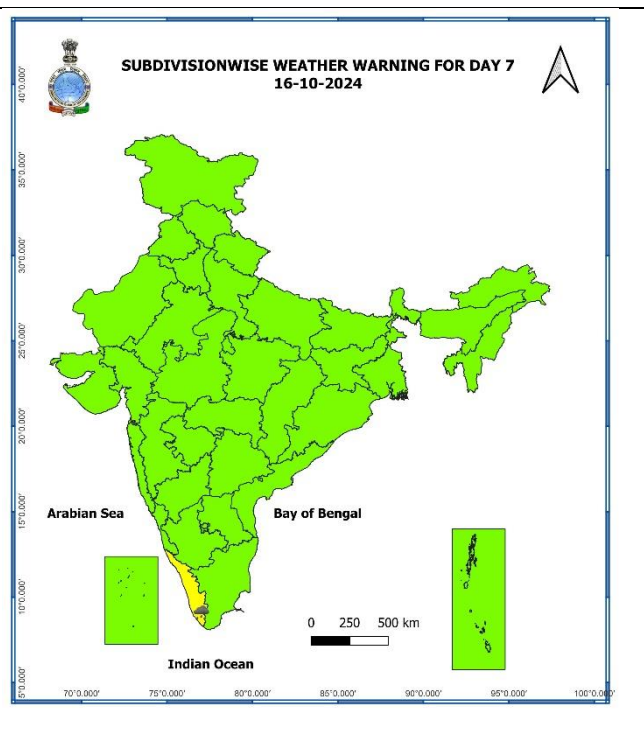 SUBDIVISIONWISE WEATHER WARNING FOR DAY 7
16-10-2024
40°0.000'
35°0.000'
30°0.000'
25°0.000'
20°0.000'
15°0.000'
10°0.000'
5°0.000'
Arabian Sea
Bay of Bengal
0 250 500 km
Indian Ocean
70°0.000' 75°0.000' 80°0.000' 85°0.000' 90°0.000' 95°0.000' 100°0.000'